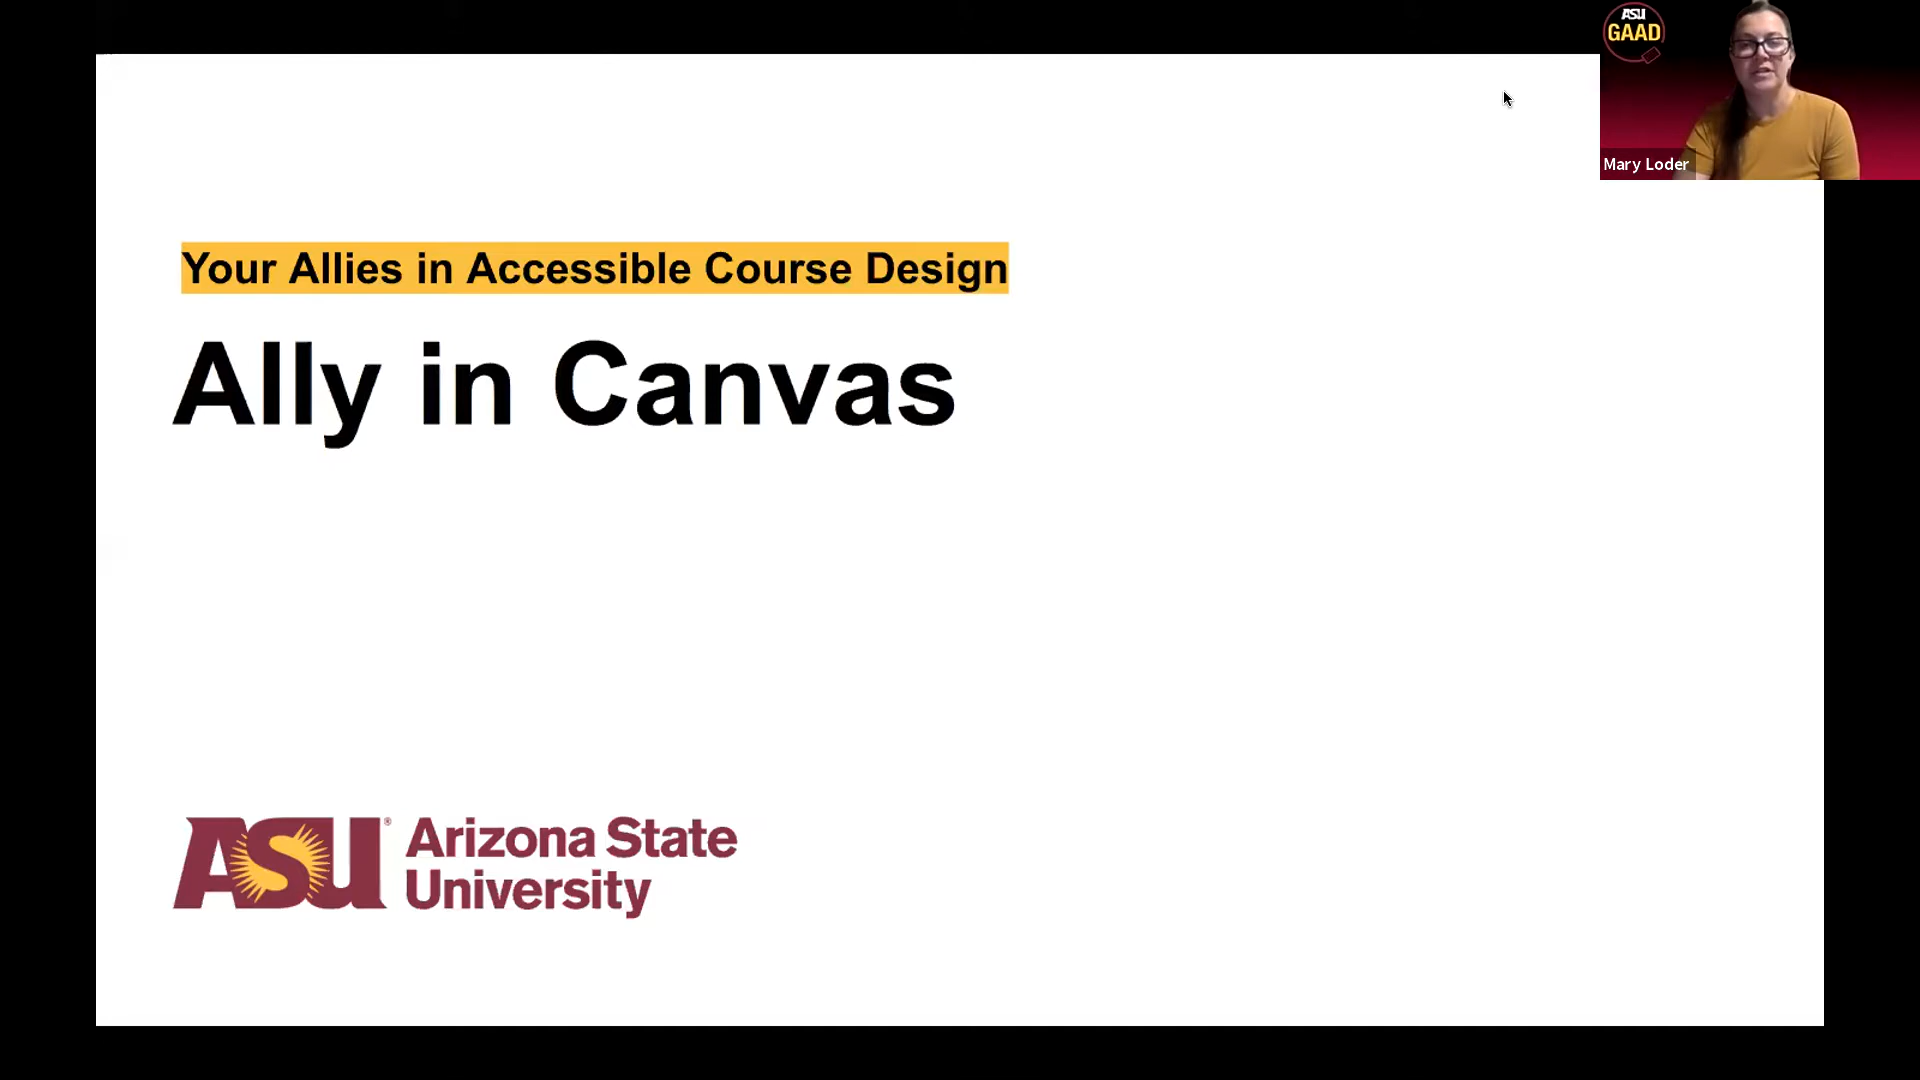 ASU
GAAD
Mary Loder
Your Allies in Accessible Course Design
Ally in Canvas
ASU® Arizona State
University